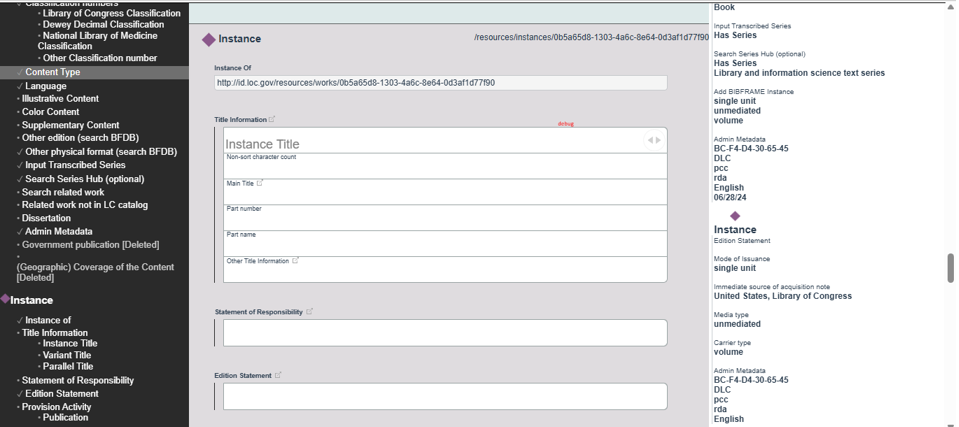 Classification numbers
• Library of Congress Classification
• Dewey Decimal Classification
• National Library of Medicine
Classification
• Other Classification number
✓ Content Type
✓ Language
• Illustrative Content
• Color Content
• Supplementary Content
• Other edition (search BFDB)
✓ Other physical format (search BFDB)
✓ Input Transcribed Series
✓ Search Series Hub (optional)
• Search related work
• Related work not in LC catalog
• Dissertation
✓ Admin Metadata
• Government publication [Deleted]
•
(Geographic) Coverage of the Content
[Deleted]
Instance
✓ Instance of
• Title Information
• Instance Title
• Variant Title
• Parallel Title
• Statement of Responsibility
✓ Edition Statement
• Provision Activity
• Publication
Instance
/resources/instances/0b5a65d8-1303-4a6c-8e64-0d3af1d77f90
Instance Of
http://id.loc.gov/resources/works/0b5a65d8-1303-4a6c-8e64-0d3af1d77f90
Title Information
debug
Instance Title
Non-sort character count
Main Title
Part number
Part name
Other Title Information
Statement of Responsibility
Edition Statement
Book
Input Transcribed Series
Has Series
Search Series Hub (optional)
Has Series
Library and information science text series
Add BIBFRAME Instance
single unit
unmediated
volume
Admin Metadata
BC-F4-D4-30-65-45
DLC
pcc
rda
English
06/28/24
Instance
Edition Statement
Mode of Issuance
single unit
Immediate source of acquisition note
United States, Library of Congress
Media type
unmediated
Carrier type
volume
Admin Metadata
BC-F4-D4-30-65-45
DLC
pcc
rda
English